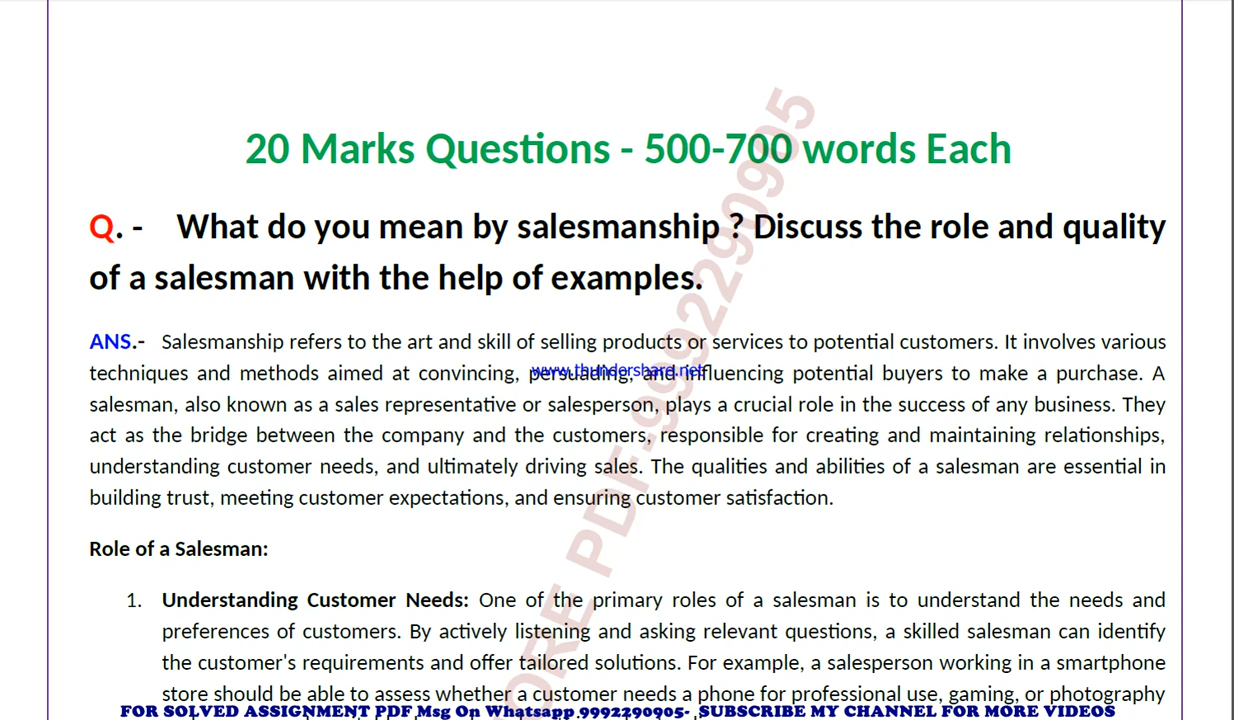 20 Marks Questions - 500-700 words Each
Q. - What do you mean by salesmanship ? Discuss the role and quality
of a salesman with the help of examples.
ANS.- Salesmanship refers to the art and skill of selling products or services to potential customers. It involves various
techniques and methods aimed at convincing, persuading, and influencing potential buyers to make a purchase. A
www.thundershare.net
salesman, also known as a sales representative or salesperson, plays a crucial role in the success of any business. They
act as the bridge between the company and the customers, responsible for creating and maintaining relationships,
understanding customer needs, and ultimately driving sales. The qualities and abilities of a salesman are essential in
building trust, meeting customer expectations, and ensuring customer satisfaction.
Role of a Salesman:
1. Understanding Customer Needs: One of the primary roles of a salesman is to understand the needs and
preferences of customers. By actively listening and asking relevant questions, a skilled salesman can identify
the customer's requirements and offer tailored solutions. For example, a salesperson working in a smartphone
store should be able to assess whether a customer needs a phone for professional use, gaming, or photography
FOR SOLVED ASSIGNMENT PDF Msg On Whatsapp 9992290905- SUBSCRIBE MY CHANNEL FOR MORE VIDEOS
ORE PDF-9992290905